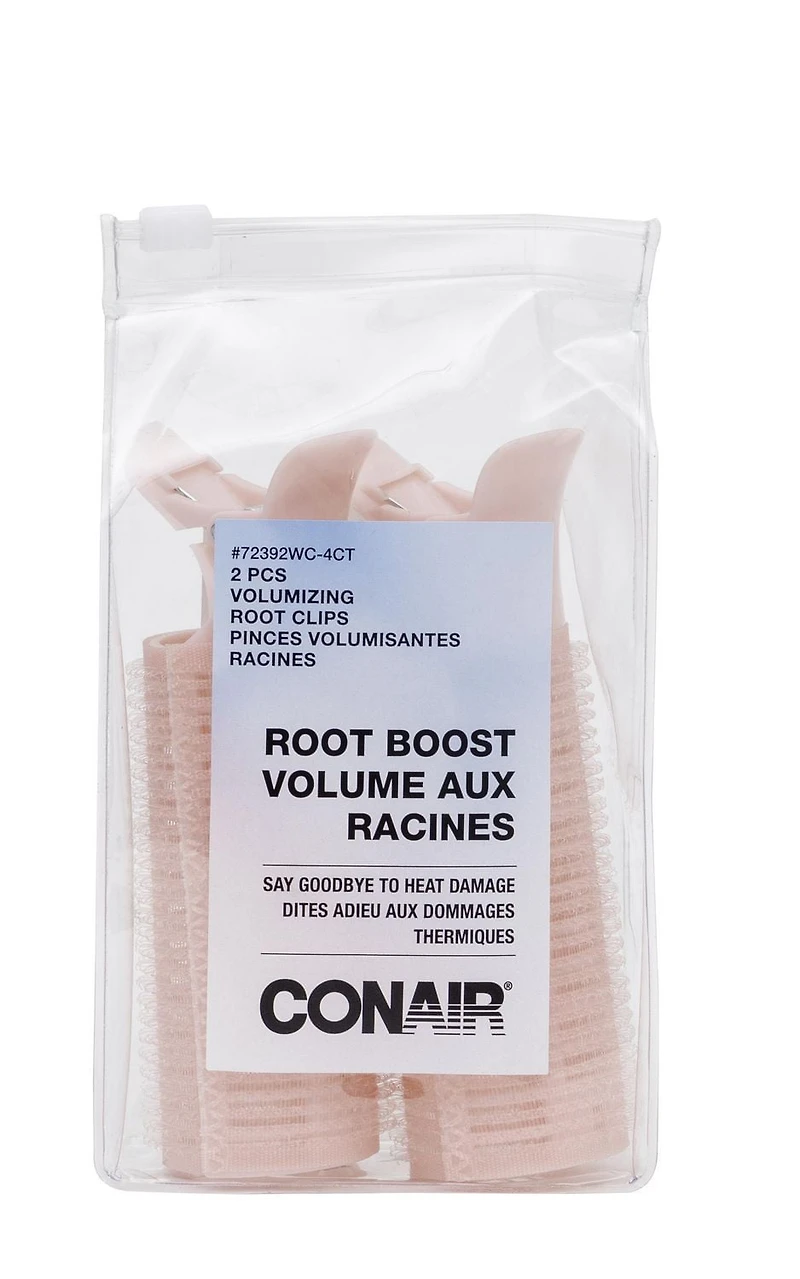 #72392WC-4CT
2 PCS
VOLUMIZING
ROOT CLIPS
PINCES VOLUMISANTES
RACINES
ROOT BOOST
VOLUME AUX
RACINES
SAY GOODBYE TO HEAT DAMAGE
DITES ADIEU AUX DOMMAGES
THERMIQUES
CONAIR®